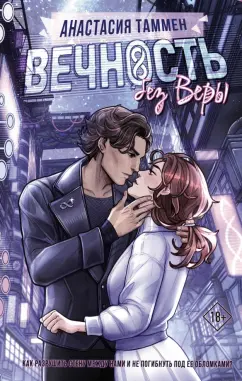 АНАСТАСИЯ ТАММЕН
ВЕЧНОСТЬ
без Веры
18+
КАК РАЗРУШИТЬ СТЕНУ МЕЖДУ НАМИ И НЕ ПОГИБНУТЬ ПОД ЕЁ ОБЛОМКАМИ?